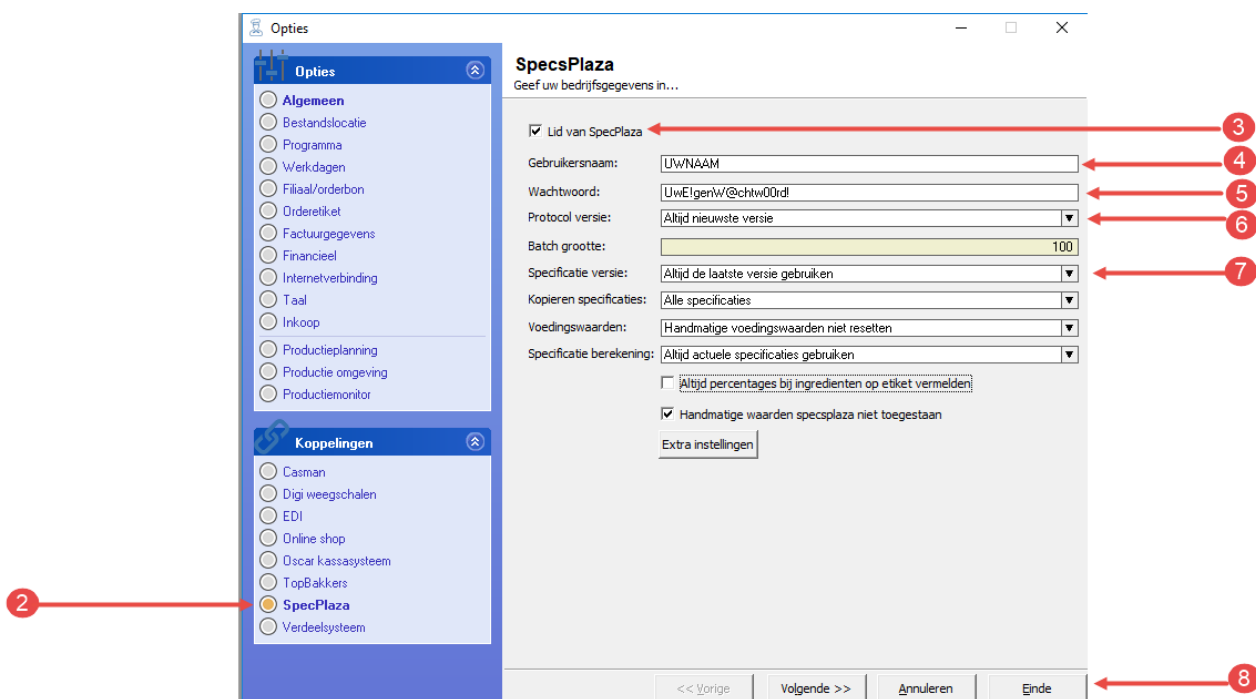 Opties
Opties
Algemeen
Bestandslocatie
Programma
Werkdagen
Filiaal/orderbon
Orderetiket
Factuurgegevens
Financieel
Internetverbinding
Taal
Inkoop
Productieplanning
Productie omgeving
Productiemonitor
Koppelingen
Casman
Digi weegschalen
EDI
Online shop
Oscar kassasysteem
TopBakkers
2
SpecPlaza
Verdeelsysteem
SpecsPlaza
Geef uw bedrijfsgegevens in...
Lid van SpecPlaza
3
Gebruikersnaam: UWNAAM
4
Wachtwoord: UwE!genW@chtw00rd!
5
Protocol versie: Altijd nieuwste versie
6
Batch grootte: 100
Specificatie versie: Altijd de laatste versie gebruiken
7
Kopieren specificaties: Alle specificaties
Voedingswaarden: Handmatige voedingswaarden niet resetten
Specificatie berekening: Altijd actuele specificaties gebruiken
Altijd percentages bij ingredienten op etiket vermelden
Handmatige waarden specsplaza niet toegestaan
Extra instellingen
<< Vorige Volgende >> Annuleren Einde
8